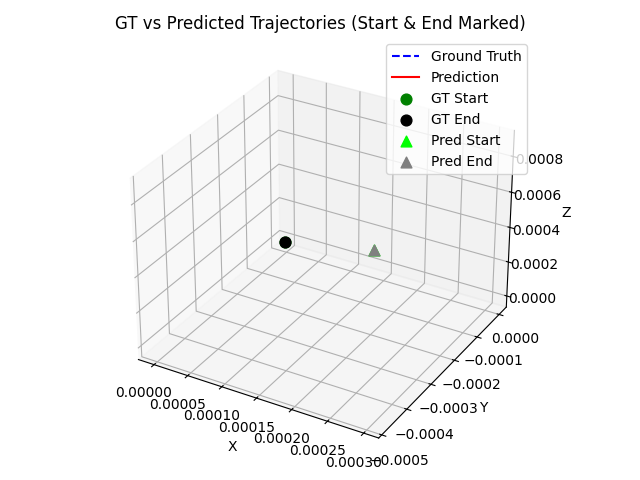 GT vs Predicted Trajectories (Start & End Marked)
Ground Truth
Prediction
GT Start
GT End
Pred Start
Pred End
0.0008
0.0006
Z
0.0004
0.0002
0.0000
0.0000
−0.0001
−0.0002
−0.0003
Y
−0.0004
−0.0005
0.00000
0.00005
0.00010
0.00015
0.00020
0.00025
0.00030
X